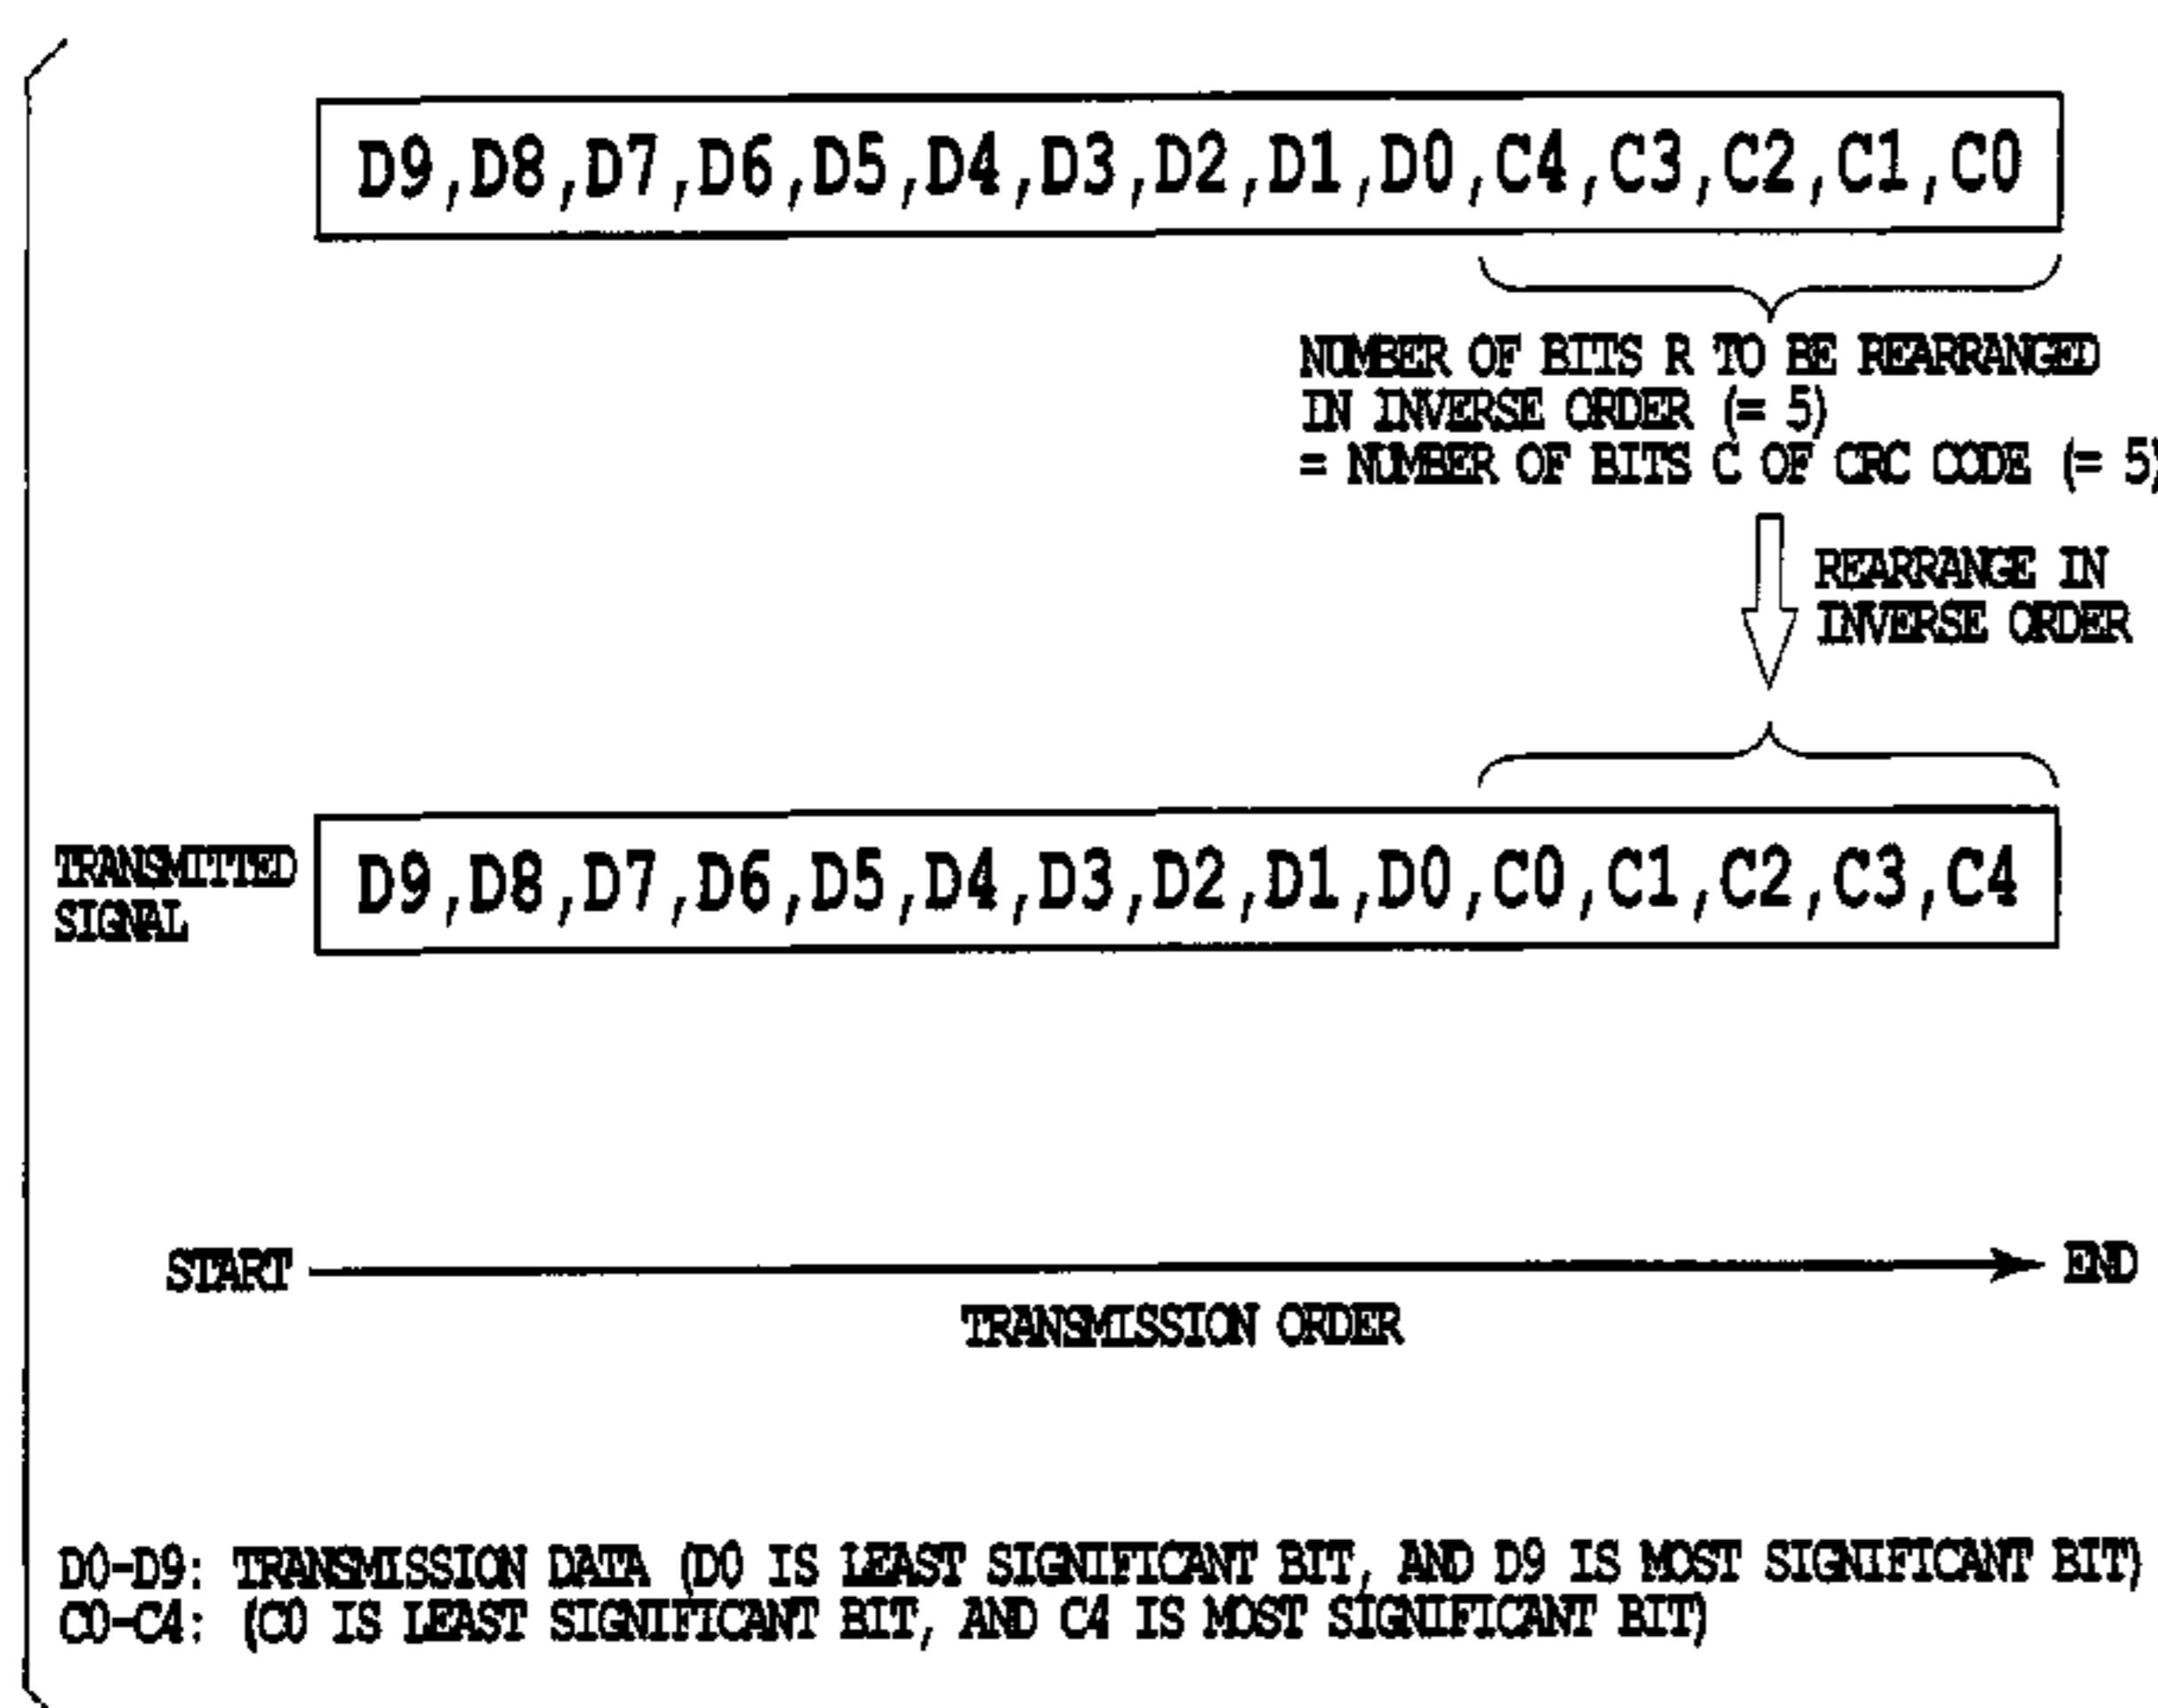 D9,D8,D7,D6,D5,D4,D3,D2,D1,D0,C4,C3,C2,C1,C0
NUMBER OF BITS R TO BE REARRANGED
IN INVERSE ORDER (= 5)
= NUMBER OF BITS C OF CRC CODE (= 5)
REARRANGE IN
INVERSE ORDER
TRANSMITTED
SIGNAL
D9,D8,D7,D6,D5,D4,D3,D2,D1,D0,C0,C1,C2,C3,C4
START
END
TRANSMISSION ORDER
D0-D9: TRANSMISSION DATA (D0 IS LEAST SIGNIFICANT BIT, AND D9 IS MOST SIGNIFICANT BIT)
C0-C4: (C0 IS LEAST SIGNIFICANT BIT, AND C4 IS MOST SIGNIFICANT BIT)